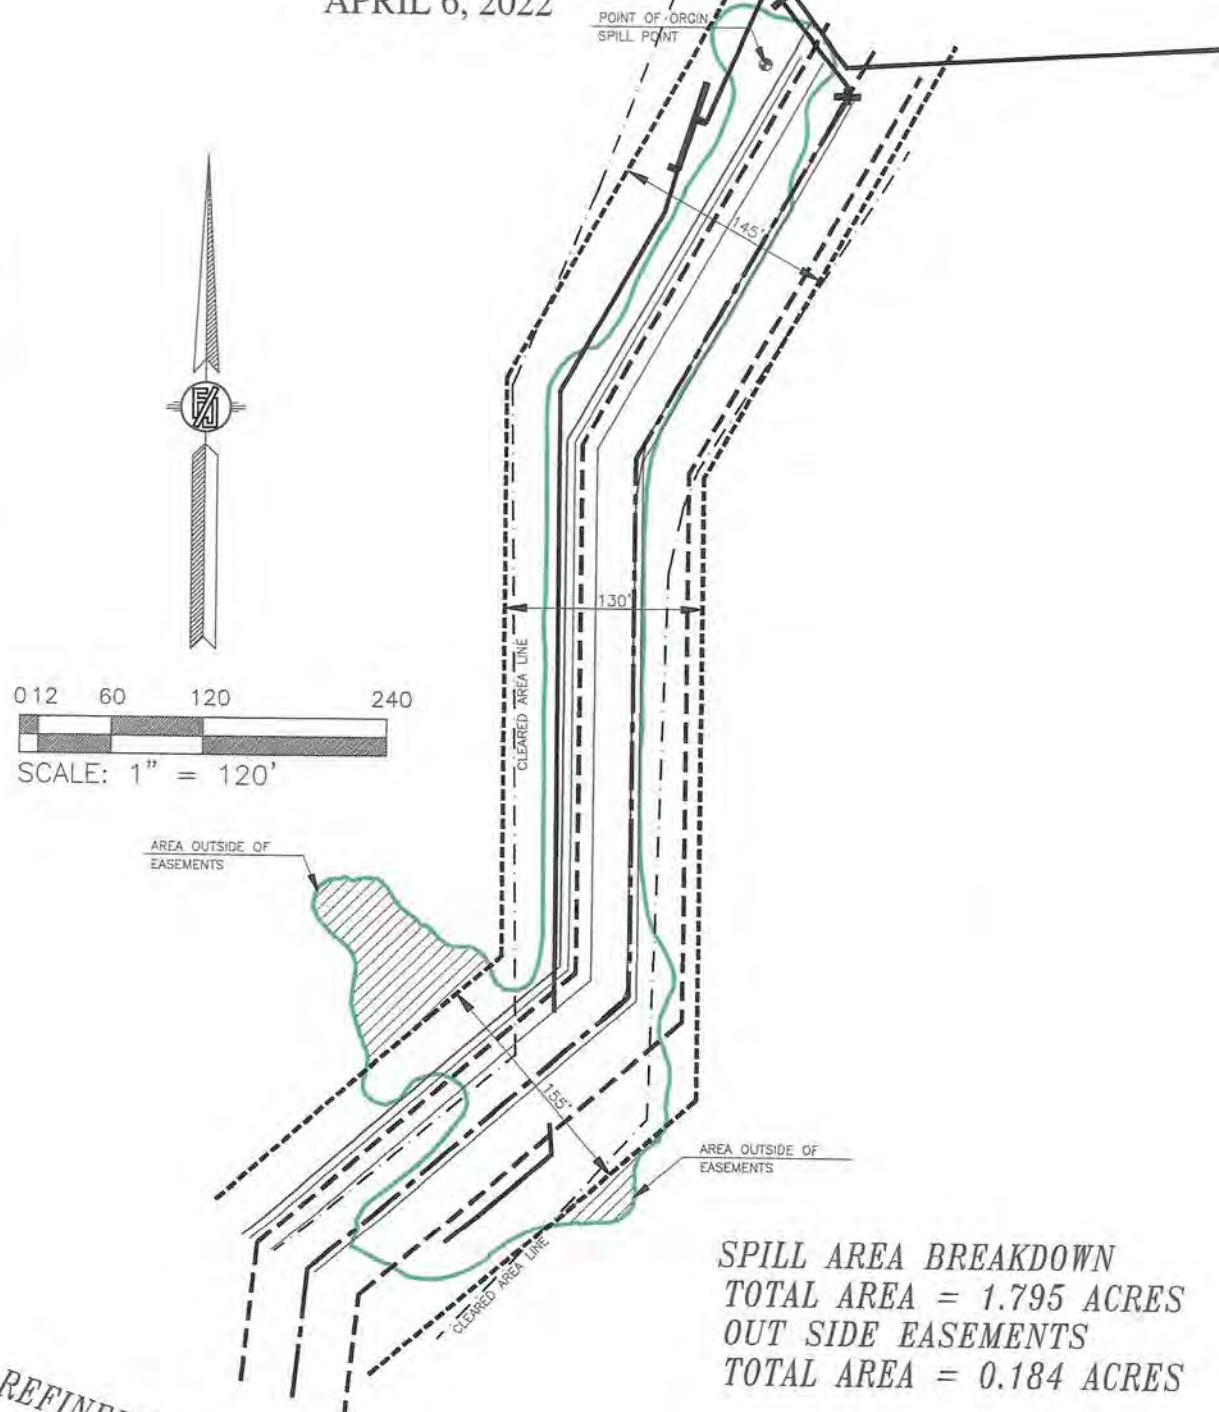 APRIL 6, 2022
POINT OF ORGIN
SPILL POINT
145'
130'
CLEARED AREA LINE
0 12 60 120 240
SCALE: 1" = 120'
AREA OUTSIDE OF
EASEMENTS
155'
AREA OUTSIDE OF
EASEMENTS
CLEARED AREA LINE
SPILL AREA BREAKDOWN
TOTAL AREA = 1.795 ACRES
OUT SIDE EASEMENTS
TOTAL AREA = 0.184 ACRES